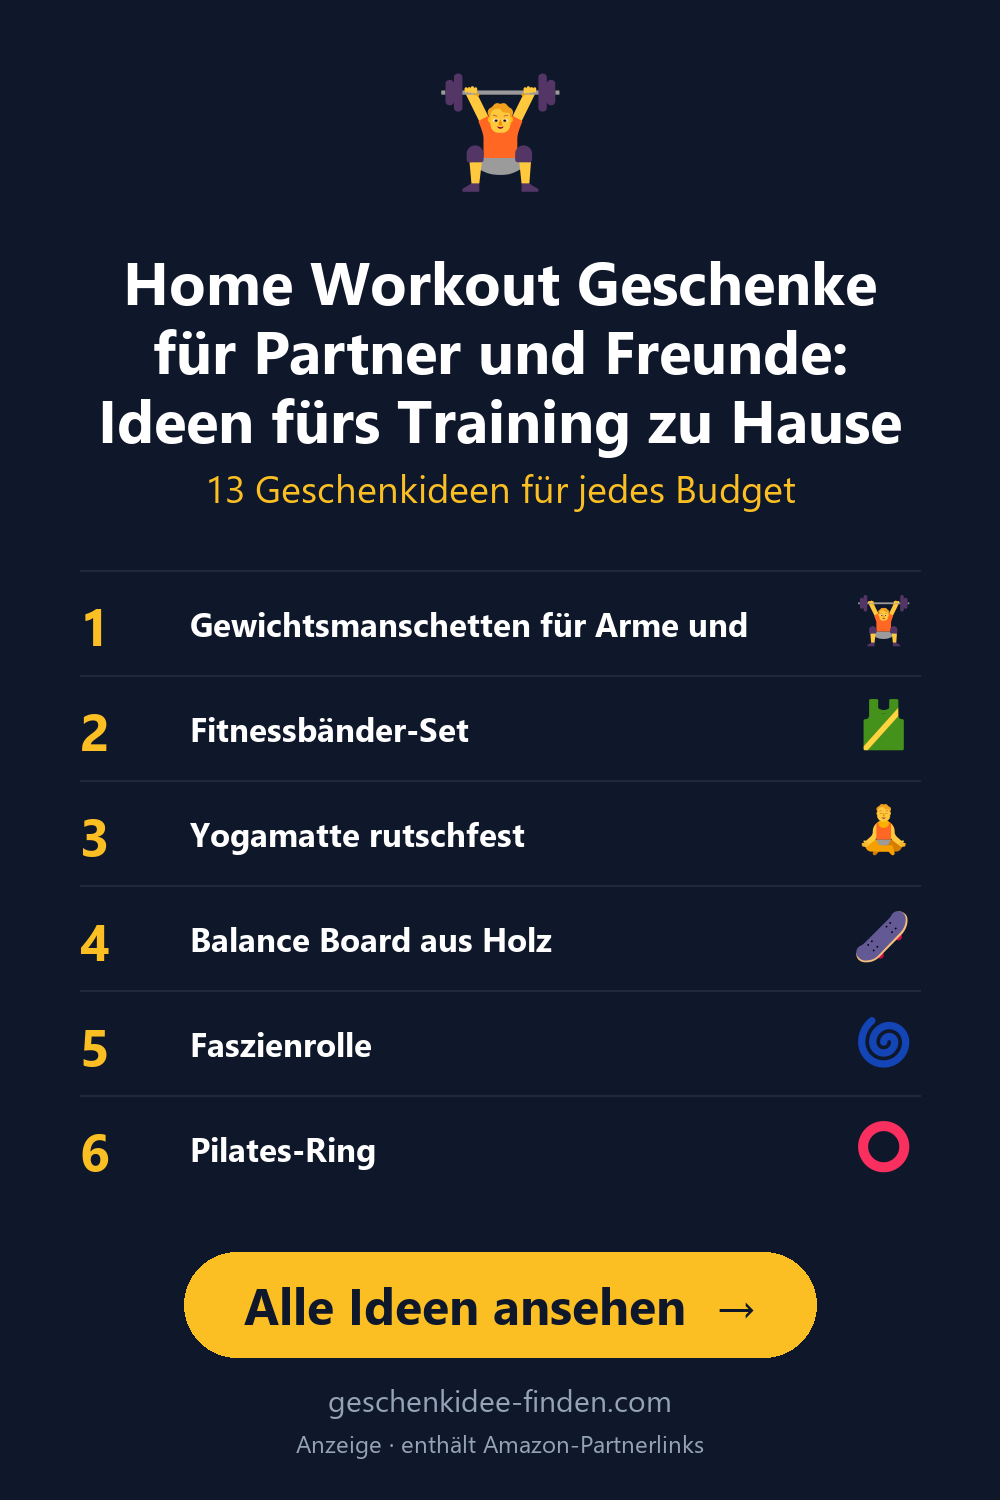 Home Workout Geschenke
für Partner und Freunde:
Ideen fürs Training zu Hause
13 Geschenkideen für jedes Budget
1 Gewichtsmanschetten für Arme und
2 Fitnessbänder-Set
3 Yogamatte rutschfest
4 Balance Board aus Holz
5 Faszienrolle
6 Pilates-Ring
Alle Ideen ansehen →
geschenkidee-finden.com
Anzeige · enthält Amazon-Partnerlinks